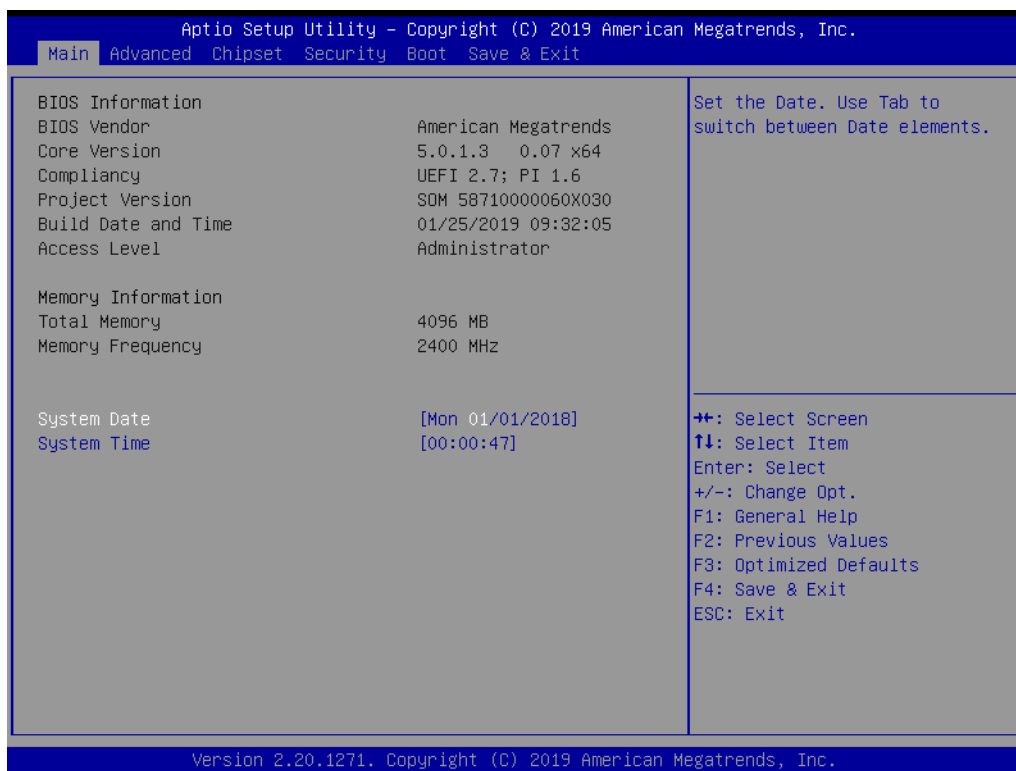 Aptio Setup Utility – Copyright (C) 2019 American Megatrends, Inc.
Main Advanced Chipset Security Boot Save & Exit
BIOS Information
BIOS Vendor American Megatrends
Core Version 5.0.1.3 0.07 x64
Compliancy UEFI 2.7; PI 1.6
Project Version SOM 58710000060X030
Build Date and Time 01/25/2019 09:32:05
Access Level Administrator
Memory Information
Total Memory 4096 MB
Memory Frequency 2400 MHz
System Date [Mon 01/01/2018]
System Time [00:00:47]
Set the Date. Use Tab to
switch between Date elements.
→←: Select Screen
↑↓: Select Item
Enter: Select
+/-: Change Opt.
F1: General Help
F2: Previous Values
F3: Optimized Defaults
F4: Save & Exit
ESC: Exit
Version 2.20.1271. Copyright (C) 2019 American Megatrends, Inc.